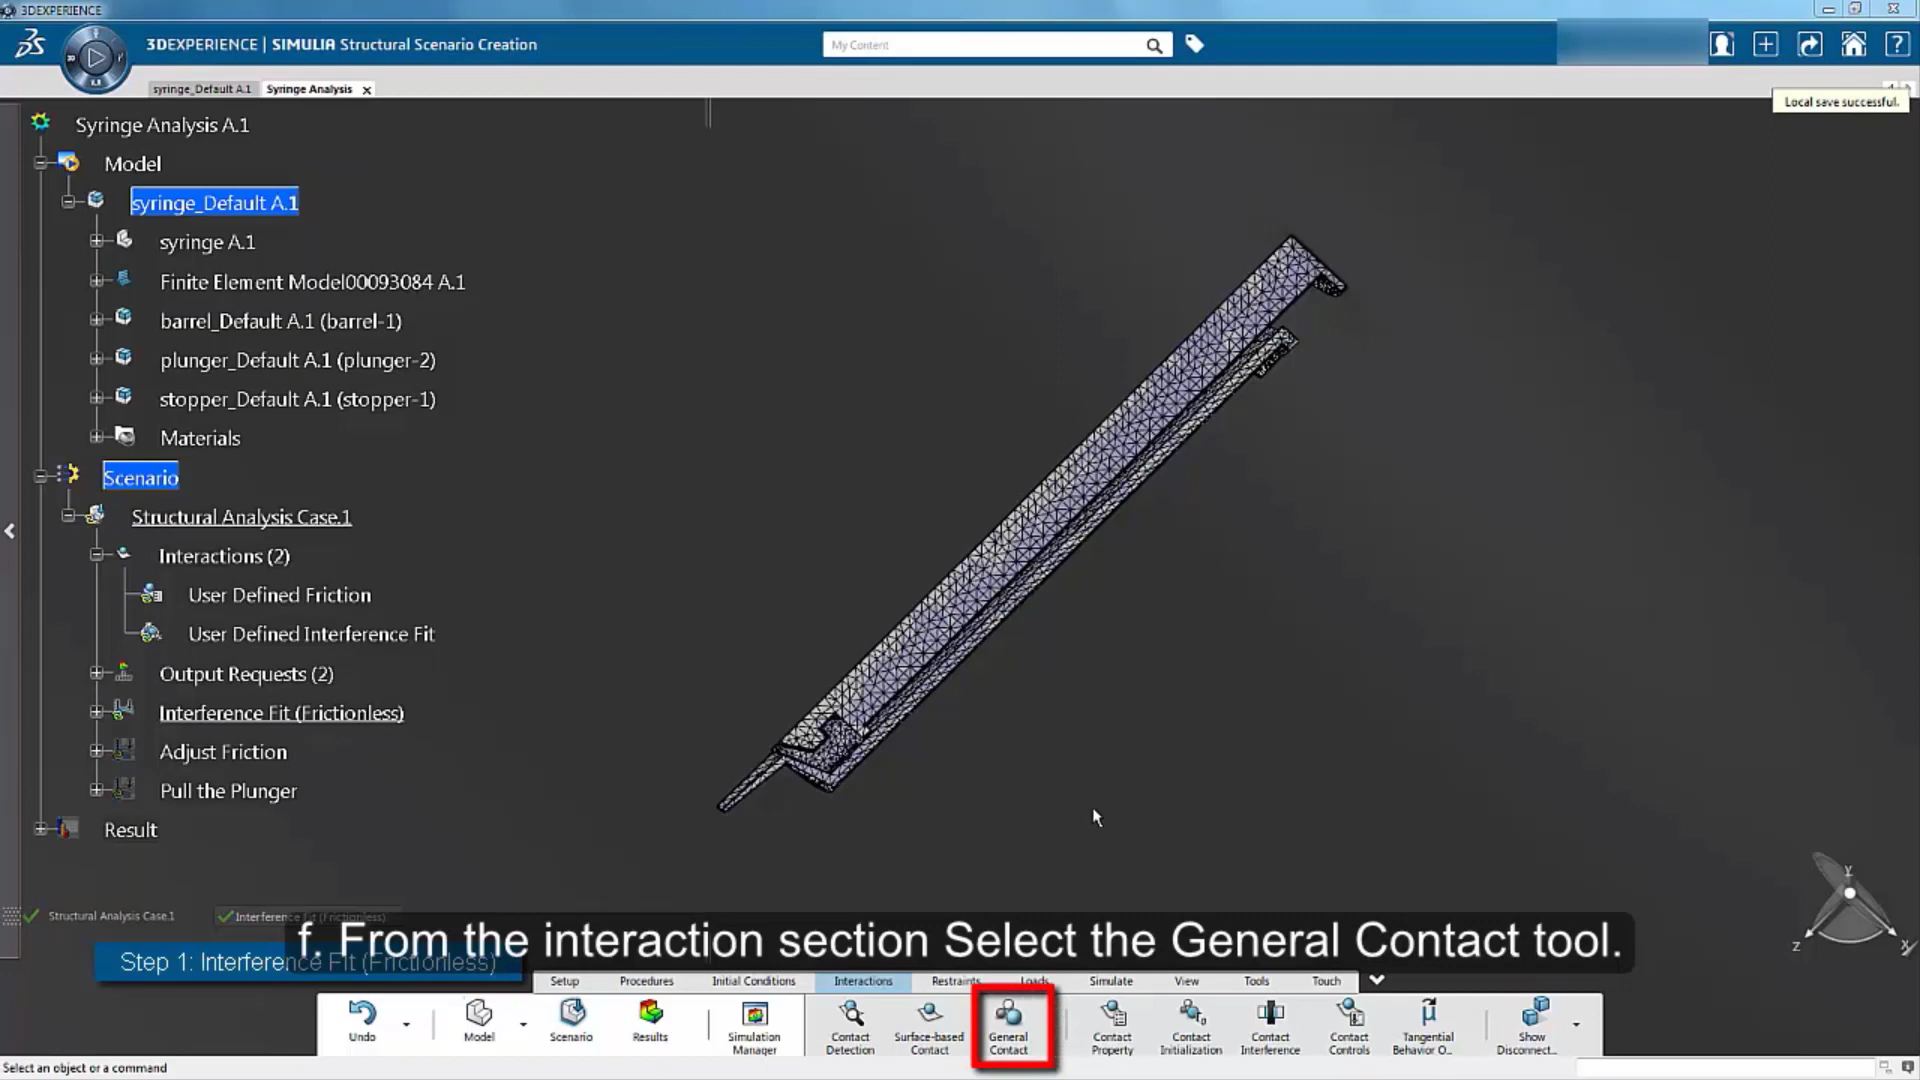 3DEXPERIENCE
3DEXPERIENCE | SIMULIA Structural Scenario Creation
My Content
syringe_Default A.1
Syringe Analysis
Local save successful.
Syringe Analysis A.1
Model
syringe_Default A.1
syringe A.1
Finite Element Model00093084 A.1
barrel_Default A.1 (barrel-1)
plunger_Default A.1 (plunger-2)
stopper_Default A.1 (stopper-1)
Materials
Scenario
Structural Analysis Case.1
Interactions (2)
User Defined Friction
User Defined Interference Fit
Output Requests (2)
Interference Fit (Frictionless)
Adjust Friction
Pull the Plunger
Result
Y
Z
X
Structural Analysis Case.1
Interference Fit (Frictionless)
f. From the interaction section Select the General Contact tool.
Step 1: Interference Fit (Frictionless)
Setup
Procedures
Initial Conditions
Interactions
Restraints
Loads
Simulate
View
Tools
Touch
Undo
Model
Scenario
Results
Simulation Manager
Contact Detection
Surface-based Contact
General Contact
Contact Property
Contact Initialization
Contact Interference
Contact Controls
Tangential Behavior O...
Show Disconnect...
Select an object or a command